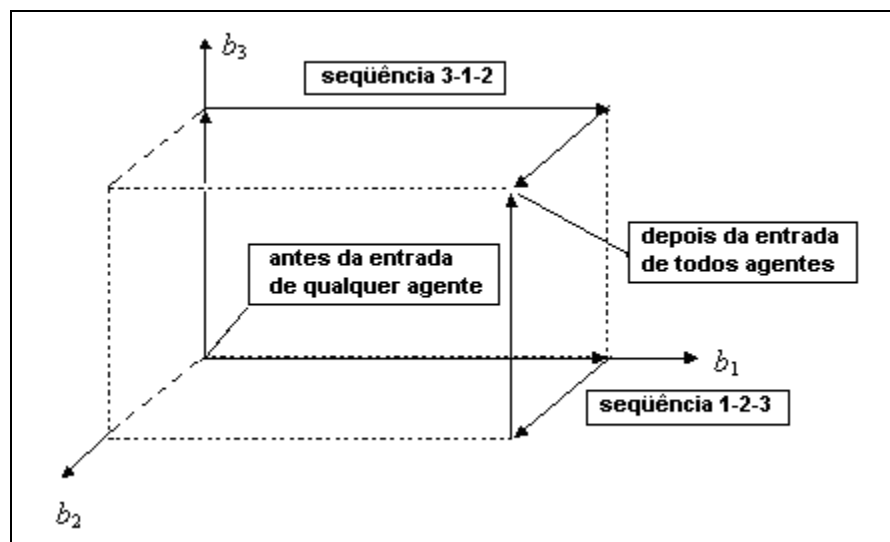 b₃
seqüência 3-1-2
depois da entrada
de todos agentes
antes da entrada
de qualquer agente
b₁
seqüência 1-2-3
b₂